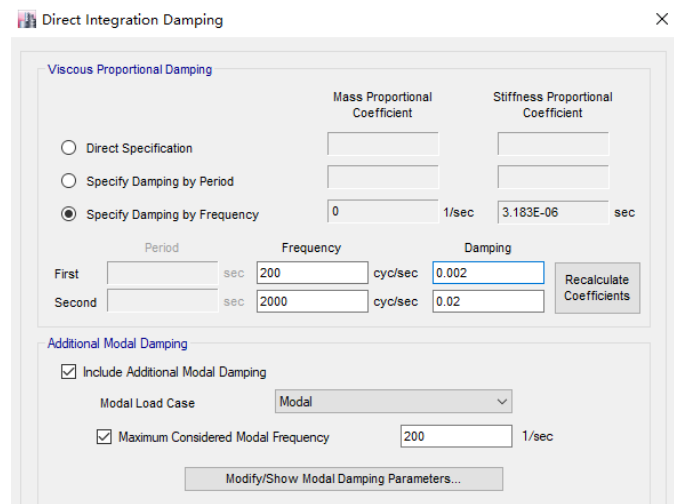 Direct Integration Damping
Viscous Proportional Damping
Mass Proportional Coefficient
Stiffness Proportional Coefficient
Direct Specification
Specify Damping by Period
Specify Damping by Frequency 0 1/sec 3.183E-06 sec
Period Frequency Damping
First sec 200 cyc/sec 0.002
Second sec 2000 cyc/sec 0.02
Recalculate Coefficients
Additional Modal Damping
Include Additional Modal Damping
Modal Load Case Modal
Maximum Considered Modal Frequency 200 1/sec
Modify/Show Modal Damping Parameters...